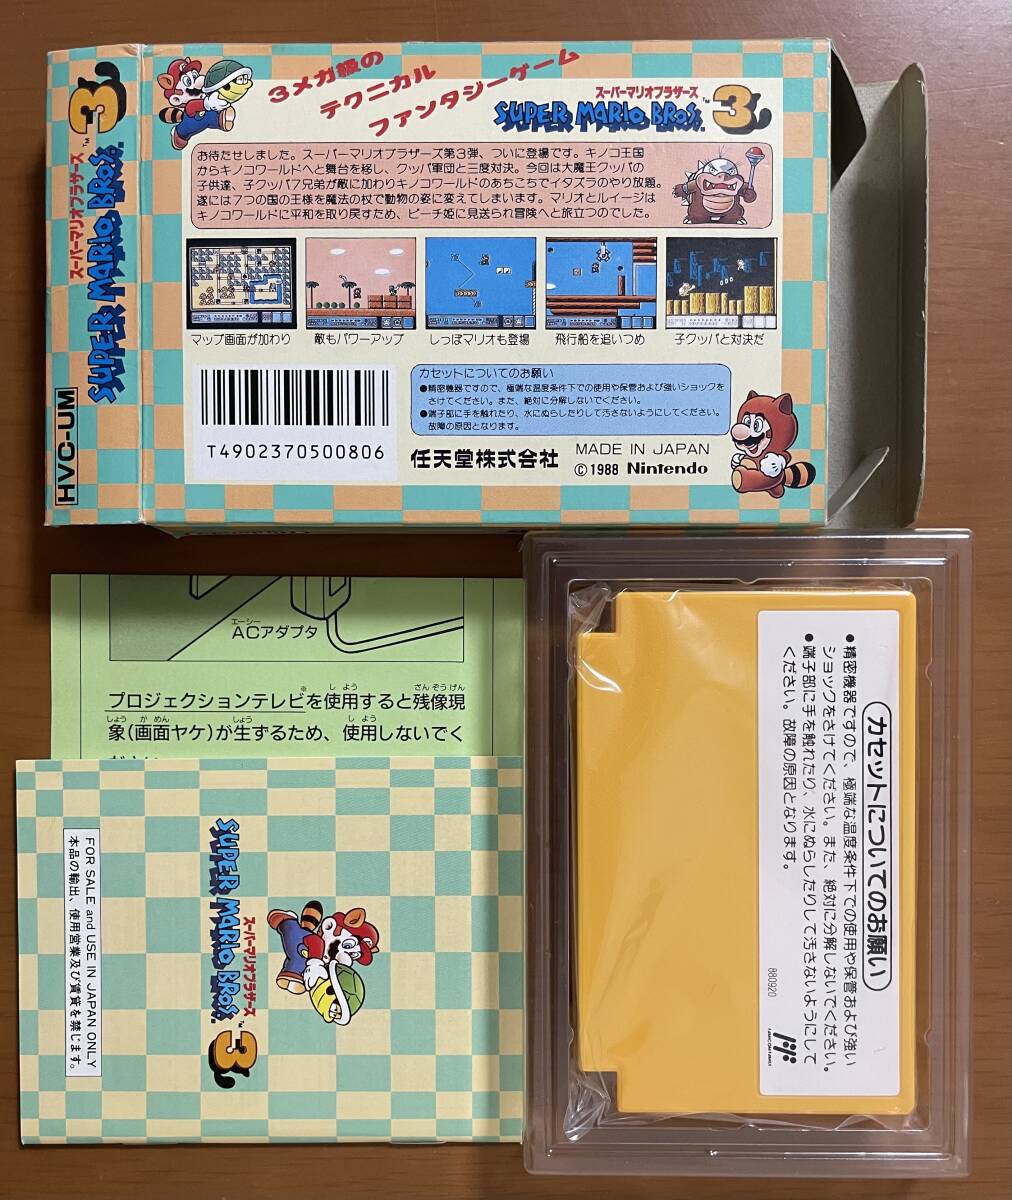 スーパーマリオブラザーズ
SUPER MARIO BROS.™ 3
HVC-UM
3メガ級の
テクニカル
ファンタジーゲーム
スーパーマリオブラザーズ
SUPER MARIO BROS.™ 3
お待たせしました。スーパーマリオブラザーズ第3弾、ついに登場です。キノコ王国
からキノコワールドへと舞台を移し、クッパ軍団と三度対決。今回は大魔王クッパの
子供達、子クッパ7兄弟が敵に加わりキノコワールドのあちこちでイタズラのやり放題。
遂には7つの国の王様を魔法の杖で動物の姿に変えてしまいます。マリオとルイージは
キノコワールドに平和を取り戻すため、ピーチ姫に見送られ冒険へと旅立つのでした。
マップ画面が加わり
敵もパワーアップ
しっぽマリオも登場
飛行船を追いつめ
子クッパと対決だ
T4902370500806
カセットについてのお願い
●精密機器ですので、極端な温度条件下での使用や保管および強いショックを
さけてください。また、絶対に分解しないでください。
●端子部に手を触れたり、水にぬらしたりして汚さないようにしてください。
故障の原因となります。
任天堂株式会社
MADE IN JAPAN
©1988 Nintendo
エーシー
ACアダプタ
プロジェクションテレビ※を使用すると残像現
象(画面ヤケ)が生ずるため、使用しないでく
FOR SALE and USE IN JAPAN ONLY
本品の輸出、使用営業及び賃貸を禁じます。
スーパーマリオブラザーズ
SUPER MARIO BROS.™ 3
カセットについてのお願い
●精密機器ですので、極端な温度条件下での使用や保管および強い
ショックをさけてください。また、絶対に分解しないでください。
●端子部に手を触れたり、水にぬらしたりして汚さないようにして
ください。故障の原因となります。
880920